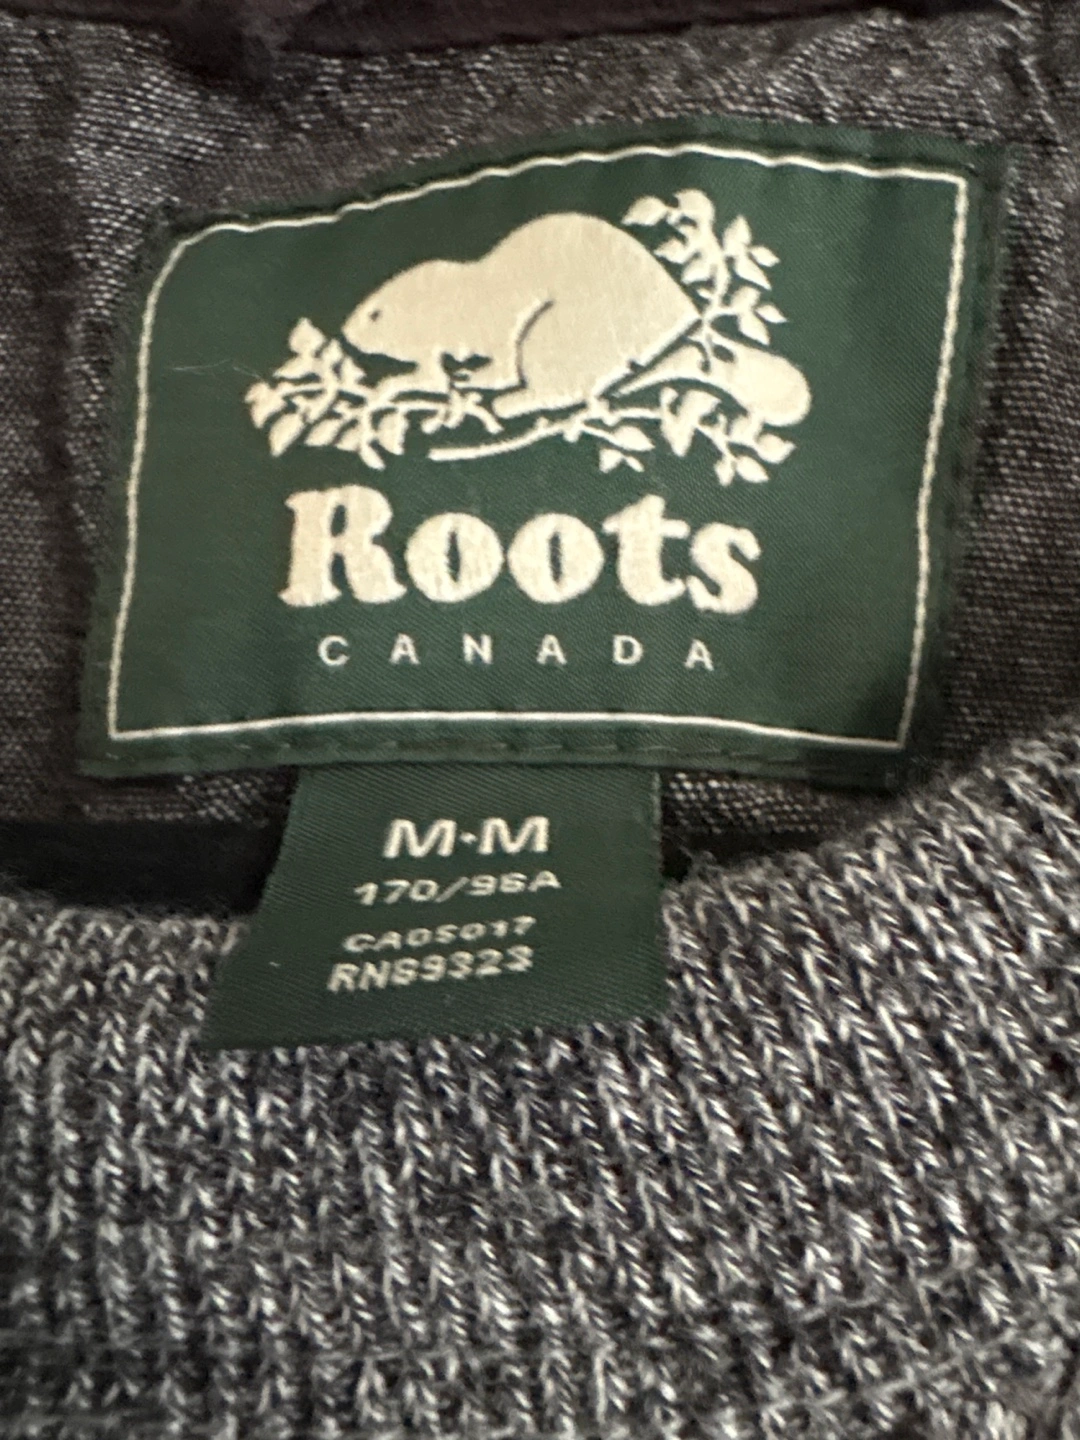 Roots
CANADA
M·M
170/96A
CA05017
RN69323